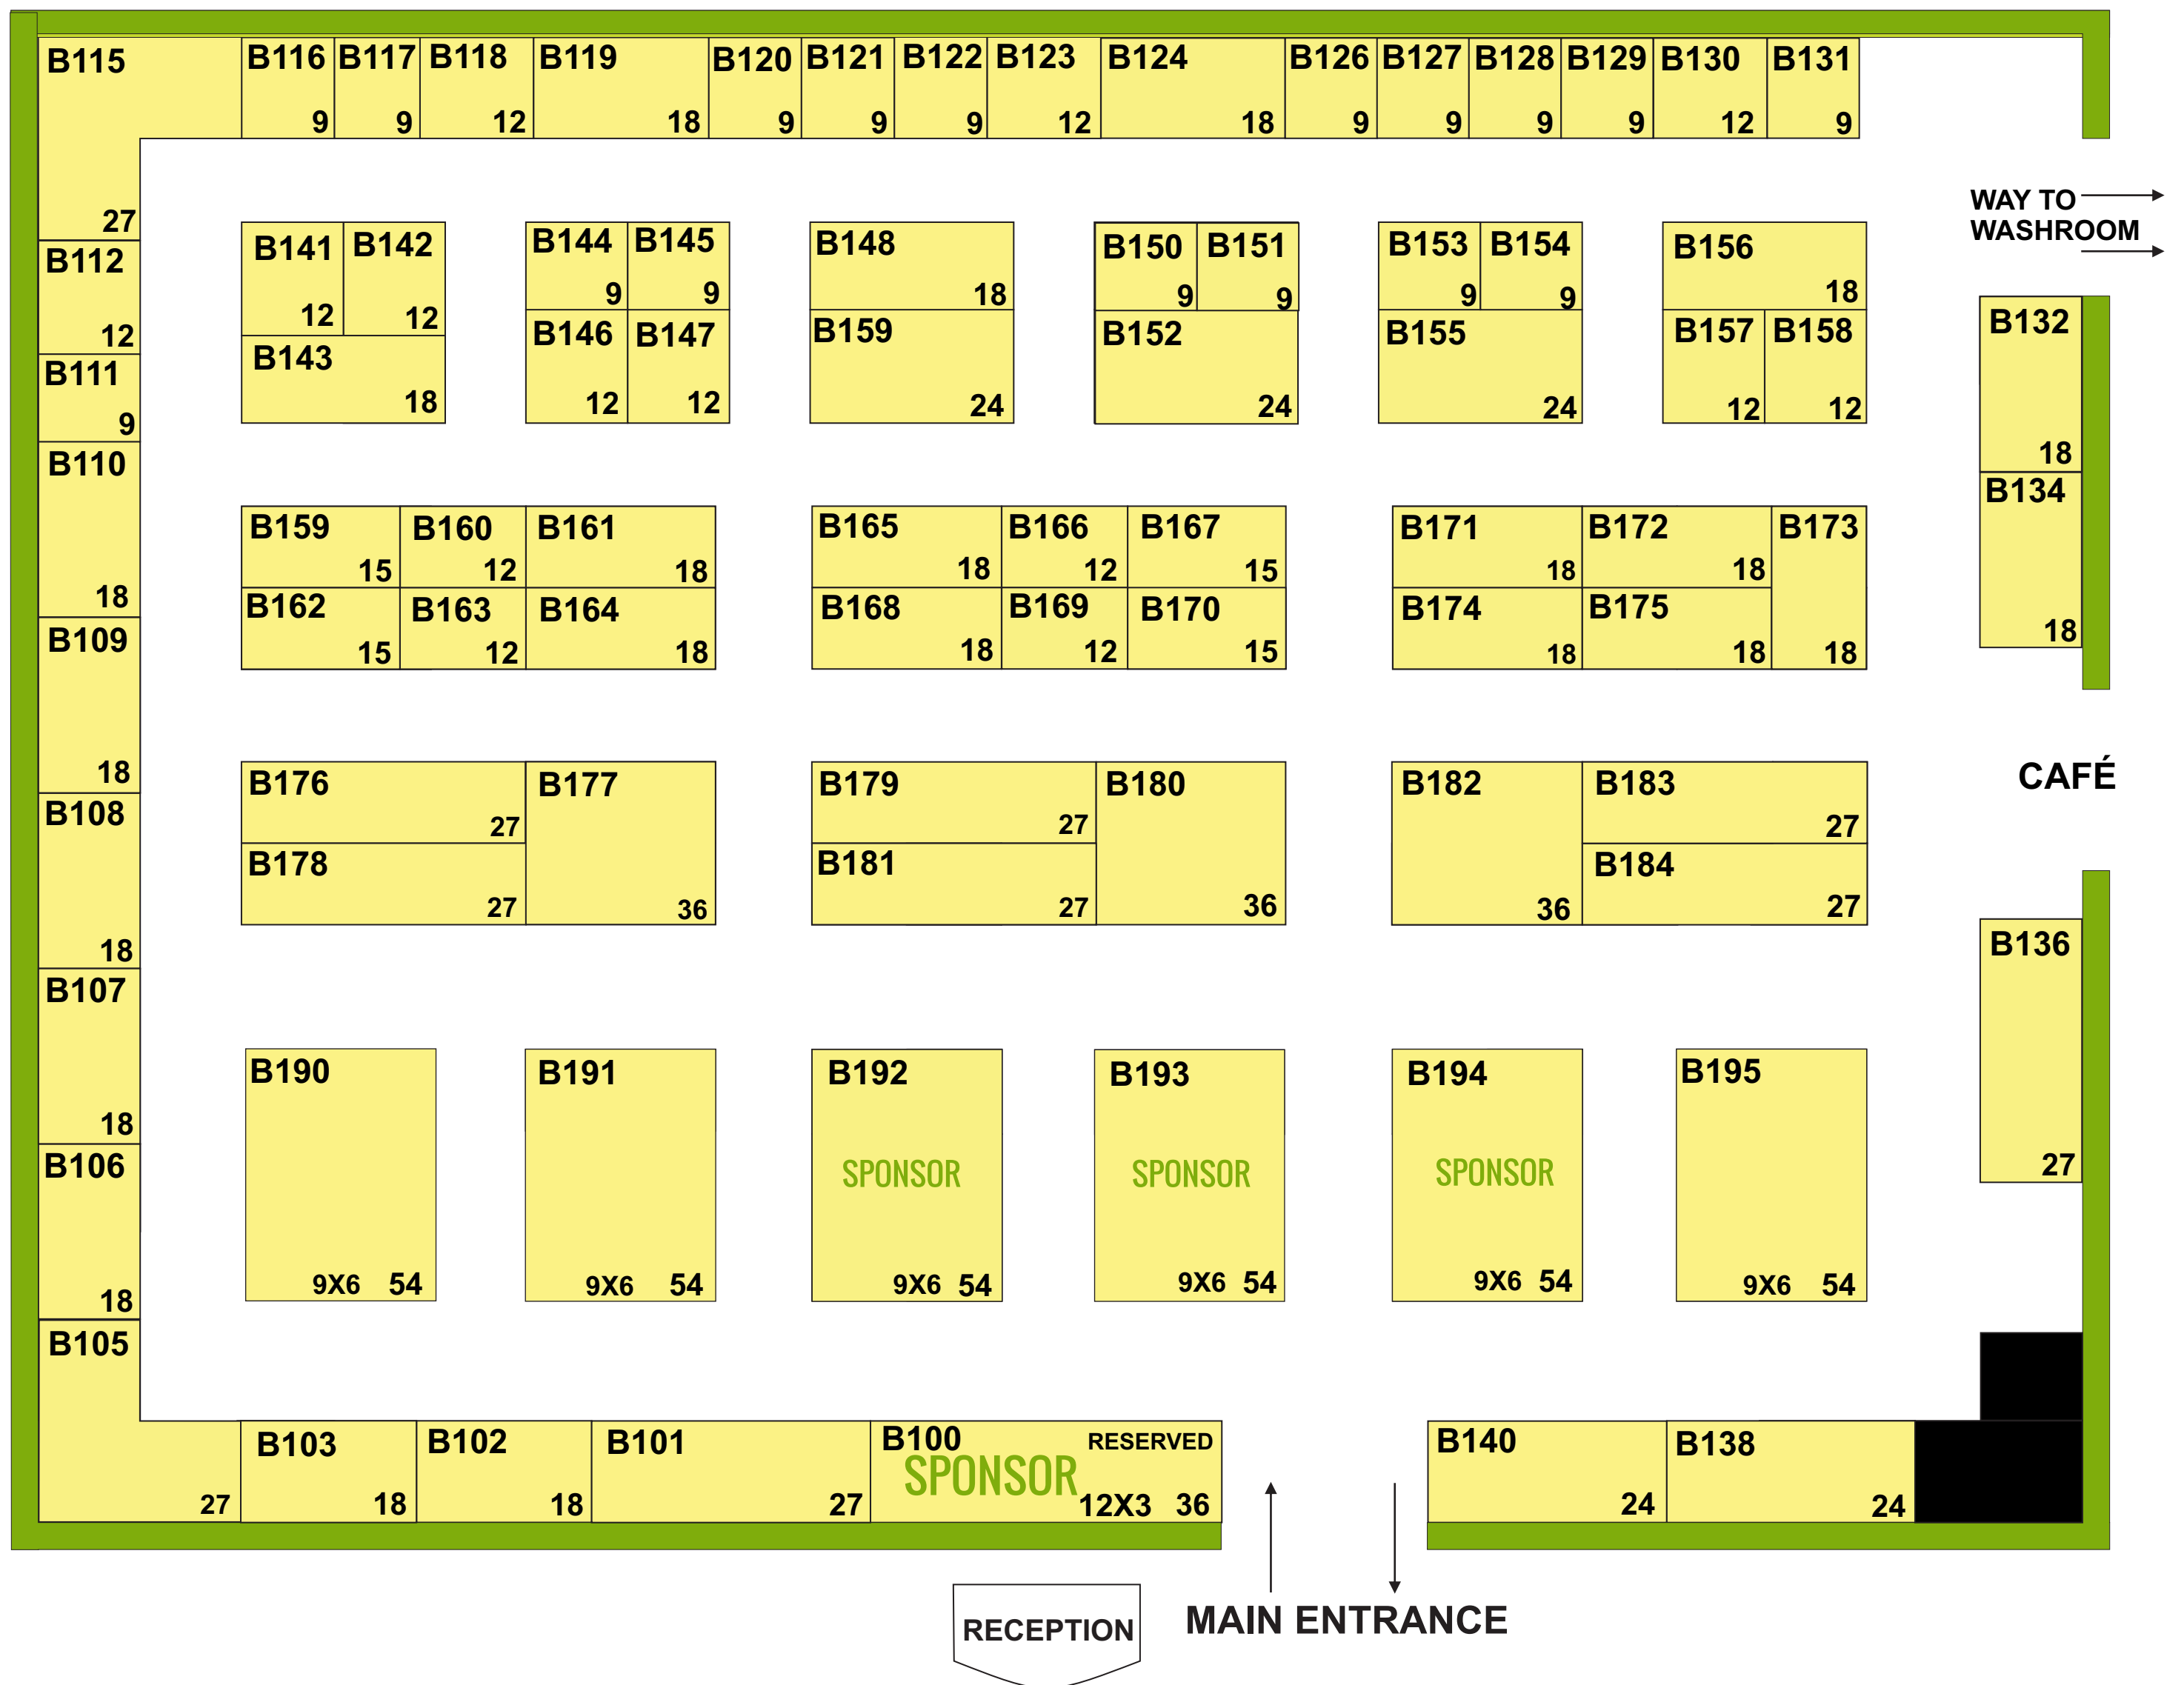 B115
B116
B117
B118
B119
B120
B121
B122
B123
B124
B126
B127
B128
B129
B130
B131
9
9
12
18
9
9
9
12
18
9
9
9
9
12
9
27
WAY TO
WASHROOM
B112
12
B111
9
B110
18
B109
18
B108
18
B107
18
B106
18
B105
27
B141
12
B142
12
B143
18
B144
9
B145
9
B146
12
B147
12
B148
18
B159
24
B150
9
B151
9
B152
24
B153
9
B154
9
B155
24
B156
18
B157
12
B158
12
B132
18
B134
18
B159
15
B160
12
B161
18
B162
15
B163
12
B164
18
B165
18
B166
12
B167
15
B168
18
B169
12
B170
15
B171
18
B172
18
B173
18
B174
18
B175
18
CAFÉ
B176
27
B177
36
B178
27
B179
27
B180
36
B181
27
B182
36
B183
27
B184
27
B136
27
B190
9X6 54
B191
9X6 54
B192
SPONSOR
9X6 54
B193
SPONSOR
9X6 54
B194
SPONSOR
9X6 54
B195
9X6 54
B103
18
B102
18
B101
27
B100 RESERVED
SPONSOR
12X3 36
B140
24
B138
24
RECEPTION
MAIN ENTRANCE